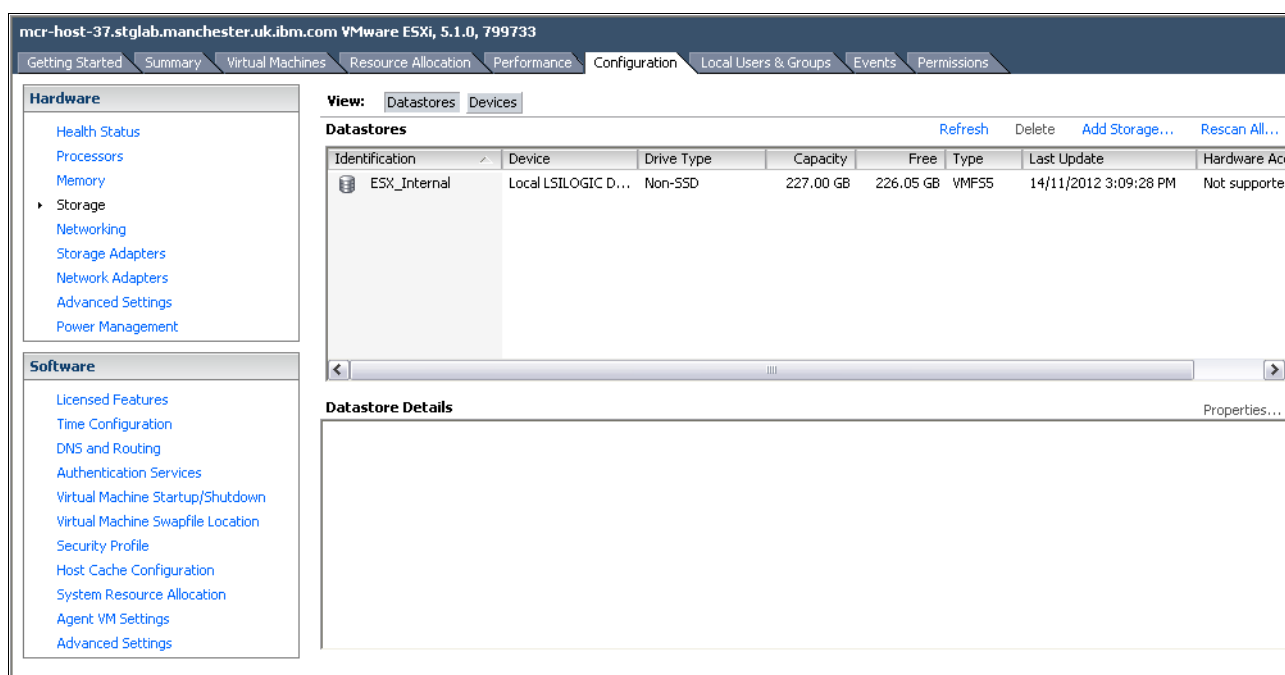 mcr-host-37.stglab.manchester.uk.ibm.com VMware ESXi, 5.1.0, 799733
Getting Started Summary Virtual Machines Resource Allocation Performance Configuration Local Users & Groups Events Permissions
Hardware
Health Status
Processors
Memory
Storage
Networking
Storage Adapters
Network Adapters
Advanced Settings
Power Management
Software
Licensed Features
Time Configuration
DNS and Routing
Authentication Services
Virtual Machine Startup/Shutdown
Virtual Machine Swapfile Location
Security Profile
Host Cache Configuration
System Resource Allocation
Agent VM Settings
Advanced Settings
View: Datastores Devices
Datastores Refresh Delete Add Storage... Rescan All...
Identification Device Drive Type Capacity Free Type Last Update Hardware Acc
ESX_Internal Local LSILOGIC D... Non-SSD 227.00 GB 226.05 GB VMFS5 14/11/2012 3:09:28 PM Not supporte
Datastore Details Properties...